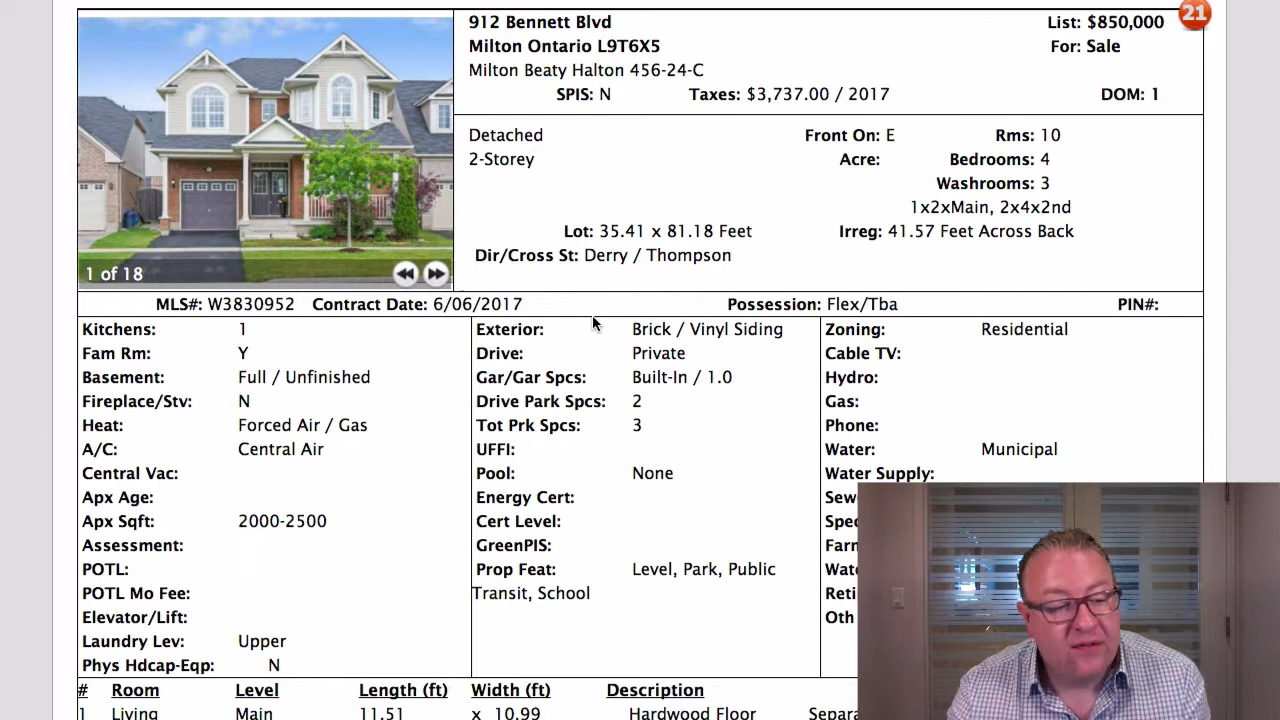 912 Bennett Blvd List: $850,000 21
Milton Ontario L9T6X5 For: Sale
Milton Beaty Halton 456-24-C
SPIS: N Taxes: $3,737.00 / 2017 DOM: 1
Detached Front On: E Rms: 10
2-Storey Acre: Bedrooms: 4
Washrooms: 3
1x2xMain, 2x4x2nd
Lot: 35.41 x 81.18 Feet Irreg: 41.57 Feet Across Back
Dir/Cross St: Derry / Thompson
1 of 18
MLS#: W3830952 Contract Date: 6/06/2017 Possession: Flex/Tba PIN#:
Kitchens: 1 Exterior: Brick / Vinyl Siding Zoning: Residential
Fam Rm: Y Drive: Private Cable TV:
Basement: Full / Unfinished Gar/Gar Spcs: Built-In / 1.0 Hydro:
Fireplace/Stv: N Drive Park Spcs: 2 Gas:
Heat: Forced Air / Gas Tot Prk Spcs: 3 Phone:
A/C: Central Air UFFI: Water: Municipal
Central Vac: Pool: None Water Supply:
Apx Age: Energy Cert: Sew
Apx Sqft: 2000-2500 Cert Level: Spec
Assessment: GreenPIS: Farm
POTL: Prop Feat: Level, Park, Public Wate
POTL Mo Fee: Transit, School Reti
Elevator/Lift: Oth
Laundry Lev: Upper
Phys Hdcap-Eqp: N
# Room Level Length (ft) Width (ft) Description
1 Living Main 11.51 x 10.99 Hardwood Floor Separa